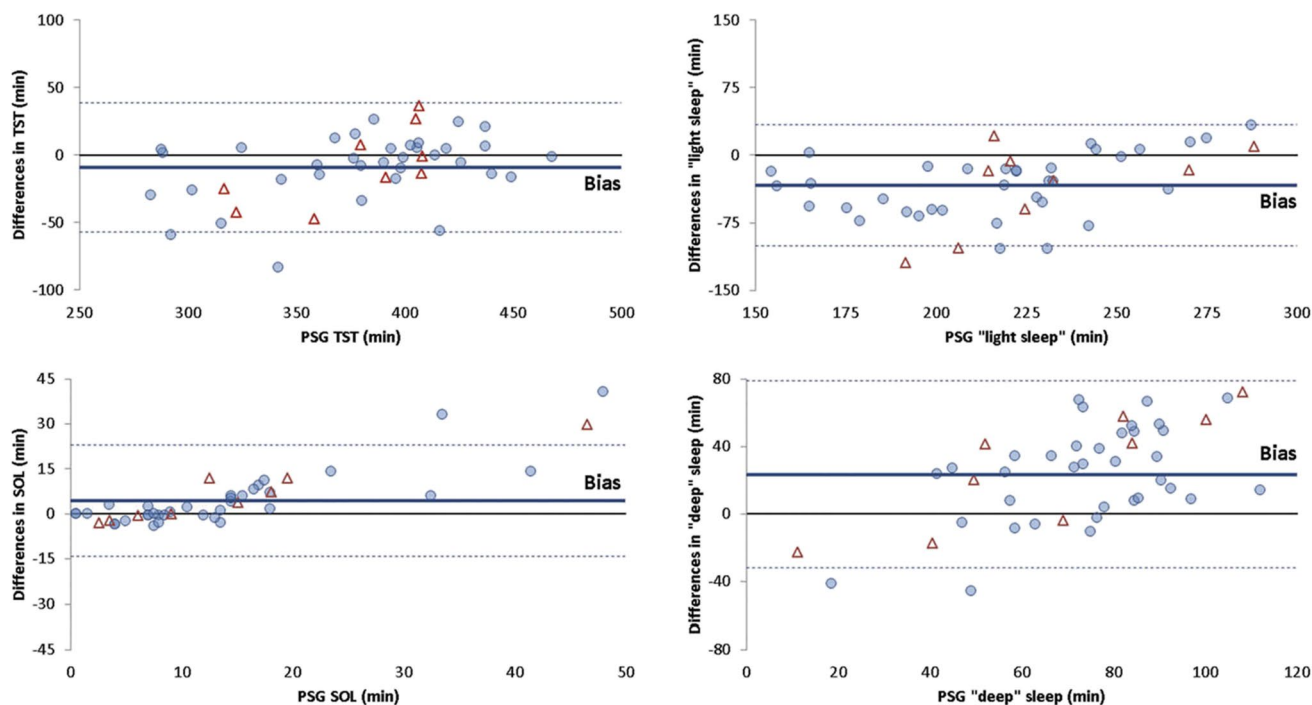 Differences in TST (min)
100
50
0
-50
-100
Bias
250 300 350 400 450 500
PSG TST (min)
Differences in "light sleep" (min)
150
75
0
-75
-150
Bias
150 175 200 225 250 275 300
PSG "light sleep" (min)
Differences in SOL (min)
45
30
15
0
-15
-30
-45
Bias
0 10 20 30 40 50
PSG SOL (min)
Differences in "deep" sleep (min)
80
40
0
-40
-80
Bias
0 20 40 60 80 100 120
PSG "deep" sleep (min)